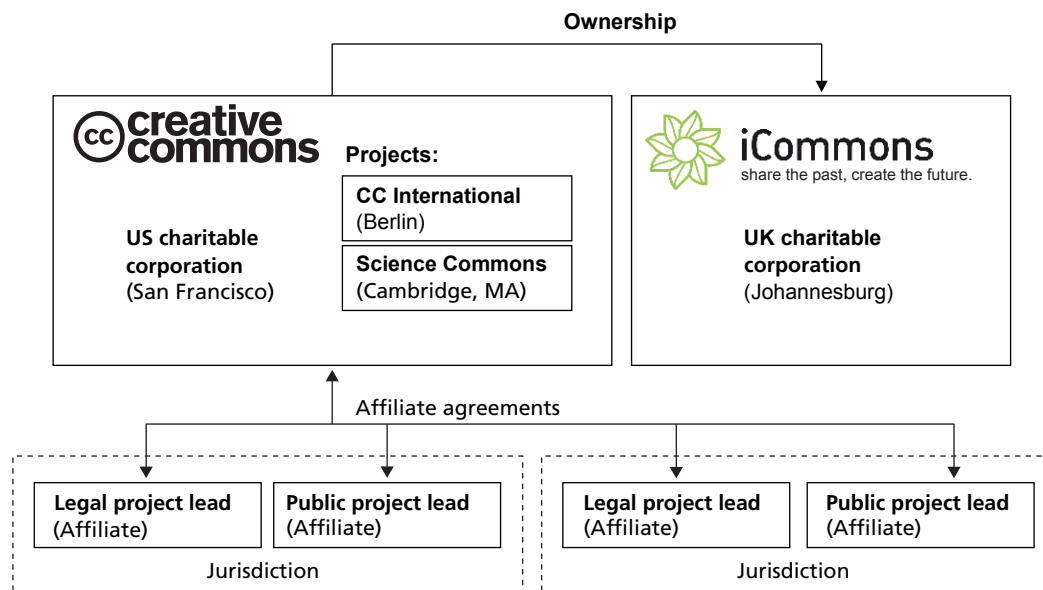 Ownership
cc creative
commons
Projects:
CC International
(Berlin)
Science Commons
(Cambridge, MA)
US charitable
corporation
(San Francisco)
iCommons
share the past, create the future.
UK charitable
corporation
(Johannesburg)
Affiliate agreements
Legal project lead
(Affiliate)
Public project lead
(Affiliate)
Jurisdiction
Legal project lead
(Affiliate)
Public project lead
(Affiliate)
Jurisdiction